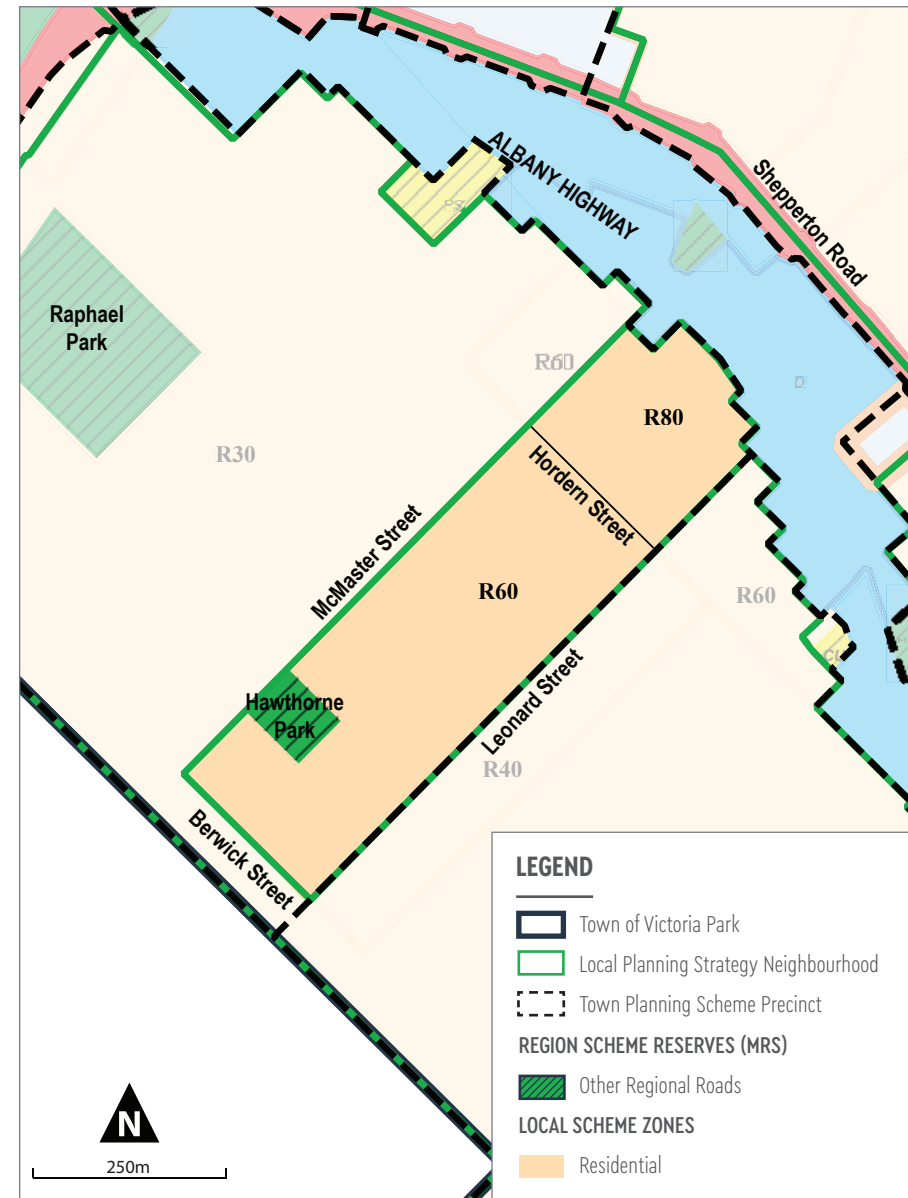 ALBANY HIGHWAY
Shepperton Road
Raphael
Park
R60
D
R80
R30
Hordern Street
McMaster Street
R60
R60
Leonard Street
Hawthorne
Park
R40
Berwick Street
LEGEND
Town of Victoria Park
Local Planning Strategy Neighbourhood
Town Planning Scheme Precinct
REGION SCHEME RESERVES (MRS)
Other Regional Roads
LOCAL SCHEME ZONES
Residential
N
250m